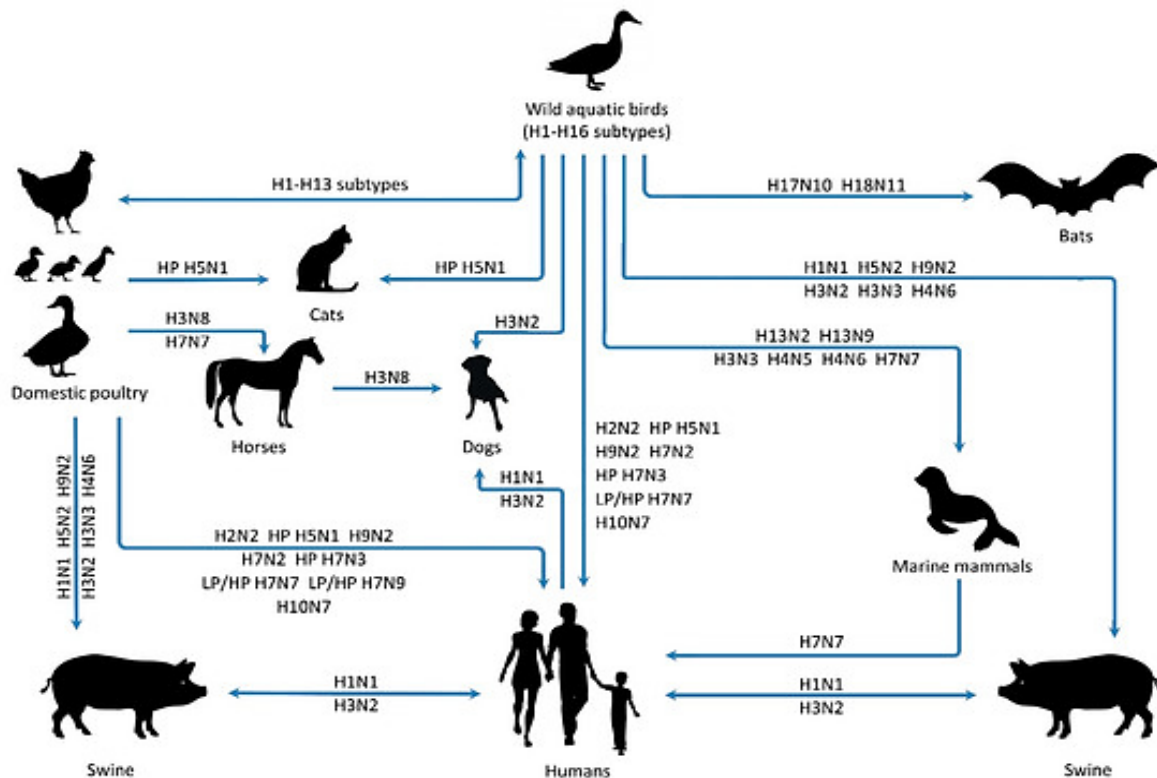 Wild aquatic birds
(H1-H16 subtypes)
H1-H13 subtypes
H17N10 H18N11
Bats
HP H5N1
HP H5N1
Cats
H1N1 H5N2 H9N2
H3N2 H3N3 H4N6
H3N8
H7N7
H3N2
H13N2 H13N9
H3N3 H4N5 H4N6 H7N7
Domestic poultry
H3N8
Horses
Dogs
H2N2 HP H5N1
H9N2 H7N2
HP H7N3
LP/HP H7N7
H10N7
H1N1
H3N2
H1N1 H5N2 H9N2
H3N2 H3N3 H4N6
H2N2 HP H5N1 H9N2
H7N2 HP H7N3
LP/HP H7N7 LP/HP H7N9
H10N7
Marine mammals
H7N7
H1N1
H3N2
H1N1
H3N2
Swine
Humans
Swine